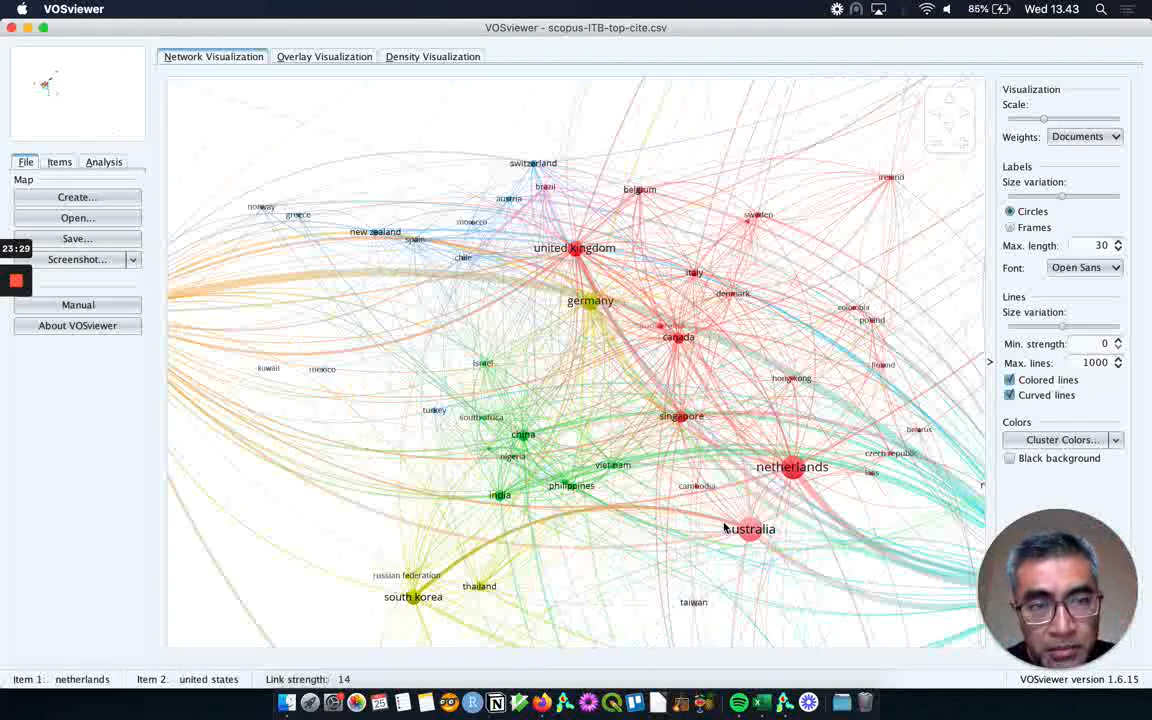 VOSviewer
85%
Wed 13.43
VOSviewer - scopus-ITB-top-cite.csv
Network Visualization
Overlay Visualization
Density Visualization
File
Items
Analysis
Map
Create...
Open...
Save...
23:29
Screenshot...
Manual
About VOSviewer
switzerland
brazil
belgium
ireland
austria
norway
greece
morocco
sweden
new zealand
spain
united kingdom
chile
italy
denmark
germany
colombia
poland
canada
israel
finland
kuwait
mexico
hong kong
turkey
south africa
singapore
china
belarus
nigeria
czech republic
viet nam
netherlands
philippines
cambodia
india
australia
russian federation
thailand
south korea
taiwan
Visualization
Scale:
Weights:
Documents
Labels
Size variation:
Circles
Frames
Max. length:
30
Font:
Open Sans
Lines
Size variation:
Min. strength:
0
Max. lines:
1000
Colored lines
Curved lines
Colors
Cluster Colors...
Black background
Item 1: netherlands
Item 2: united states
Link strength: 14
VOSviewer version 1.6.15